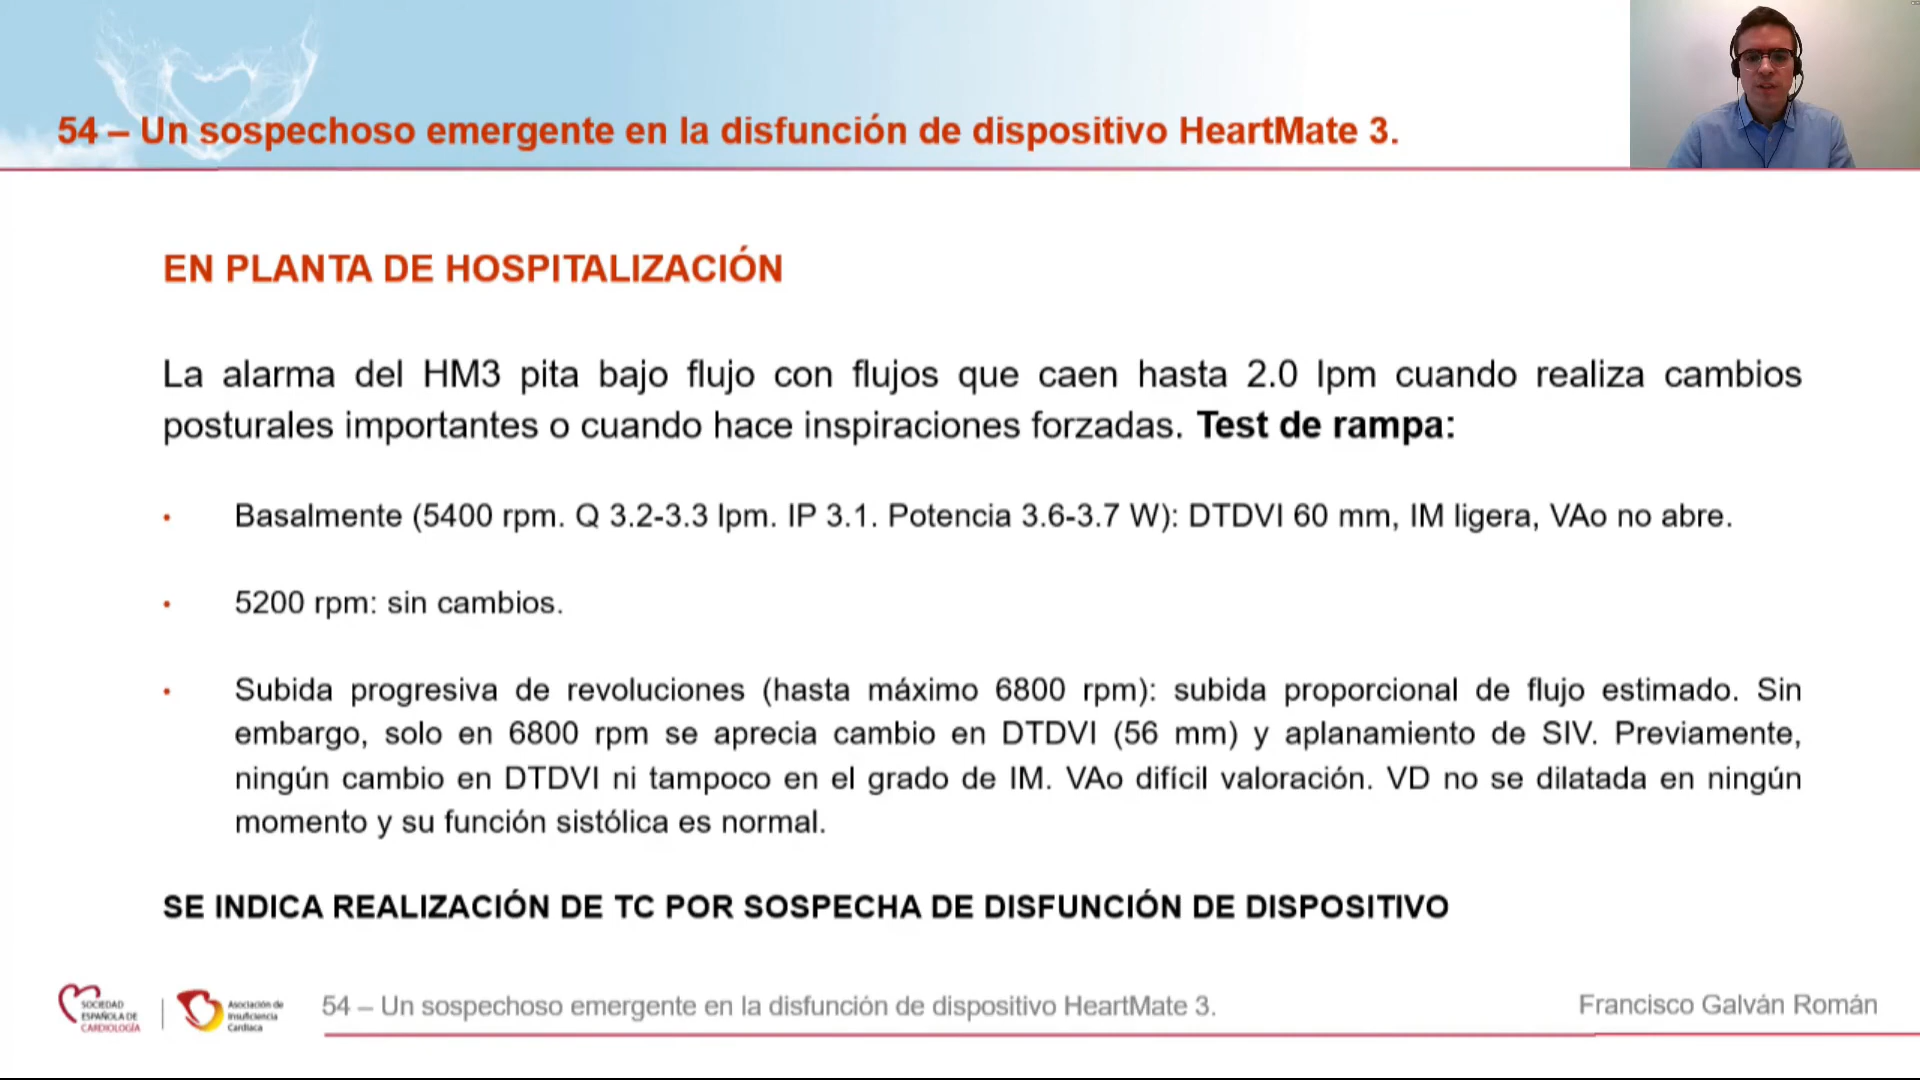 54 – Un sospechoso emergente en la disfunción de dispositivo HeartMate 3.
EN PLANTA DE HOSPITALIZACIÓN
La alarma del HM3 pita bajo flujo con flujos que caen hasta 2.0 lpm cuando realiza cambios
posturales importantes o cuando hace inspiraciones forzadas. Test de rampa:
• Basalmente (5400 rpm. Q 3.2-3.3 lpm. IP 3.1. Potencia 3.6-3.7 W): DTDVI 60 mm, IM ligera, VAo no abre.
• 5200 rpm: sin cambios.
• Subida progresiva de revoluciones (hasta máximo 6800 rpm): subida proporcional de flujo estimado. Sin
embargo, solo en 6800 rpm se aprecia cambio en DTDVI (56 mm) y aplanamiento de SIV. Previamente,
ningún cambio en DTDVI ni tampoco en el grado de IM. VAo difícil valoración. VD no se dilatada en ningún
momento y su función sistólica es normal.
SE INDICA REALIZACIÓN DE TC POR SOSPECHA DE DISFUNCIÓN DE DISPOSITIVO
SOCIEDAD
ESPAÑOLA DE
CARDIOLOGÍA
Asociación de
Insuficiencia
Cardiaca
54 – Un sospechoso emergente en la disfunción de dispositivo HeartMate 3.
Francisco Galván Román